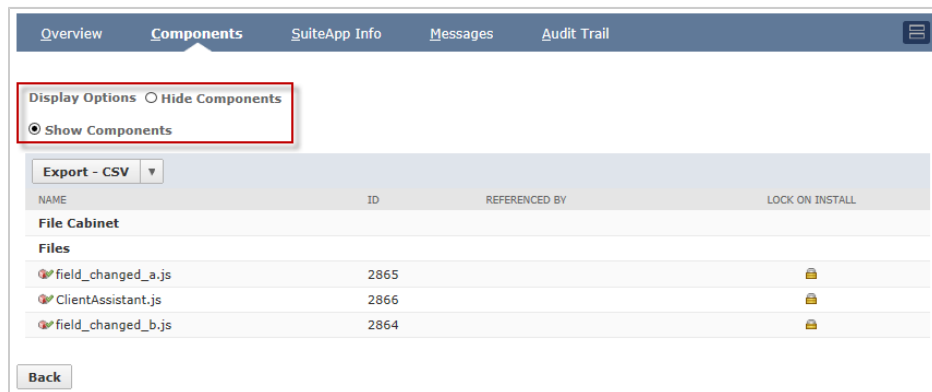 Overview Components SuiteApp Info Messages Audit Trail
Display Options Hide Components
Show Components
Export - CSV
NAME ID REFERENCED BY LOCK ON INSTALL
File Cabinet
Files
field_changed_a.js 2865
ClientAssistant.js 2866
field_changed_b.js 2864
Back